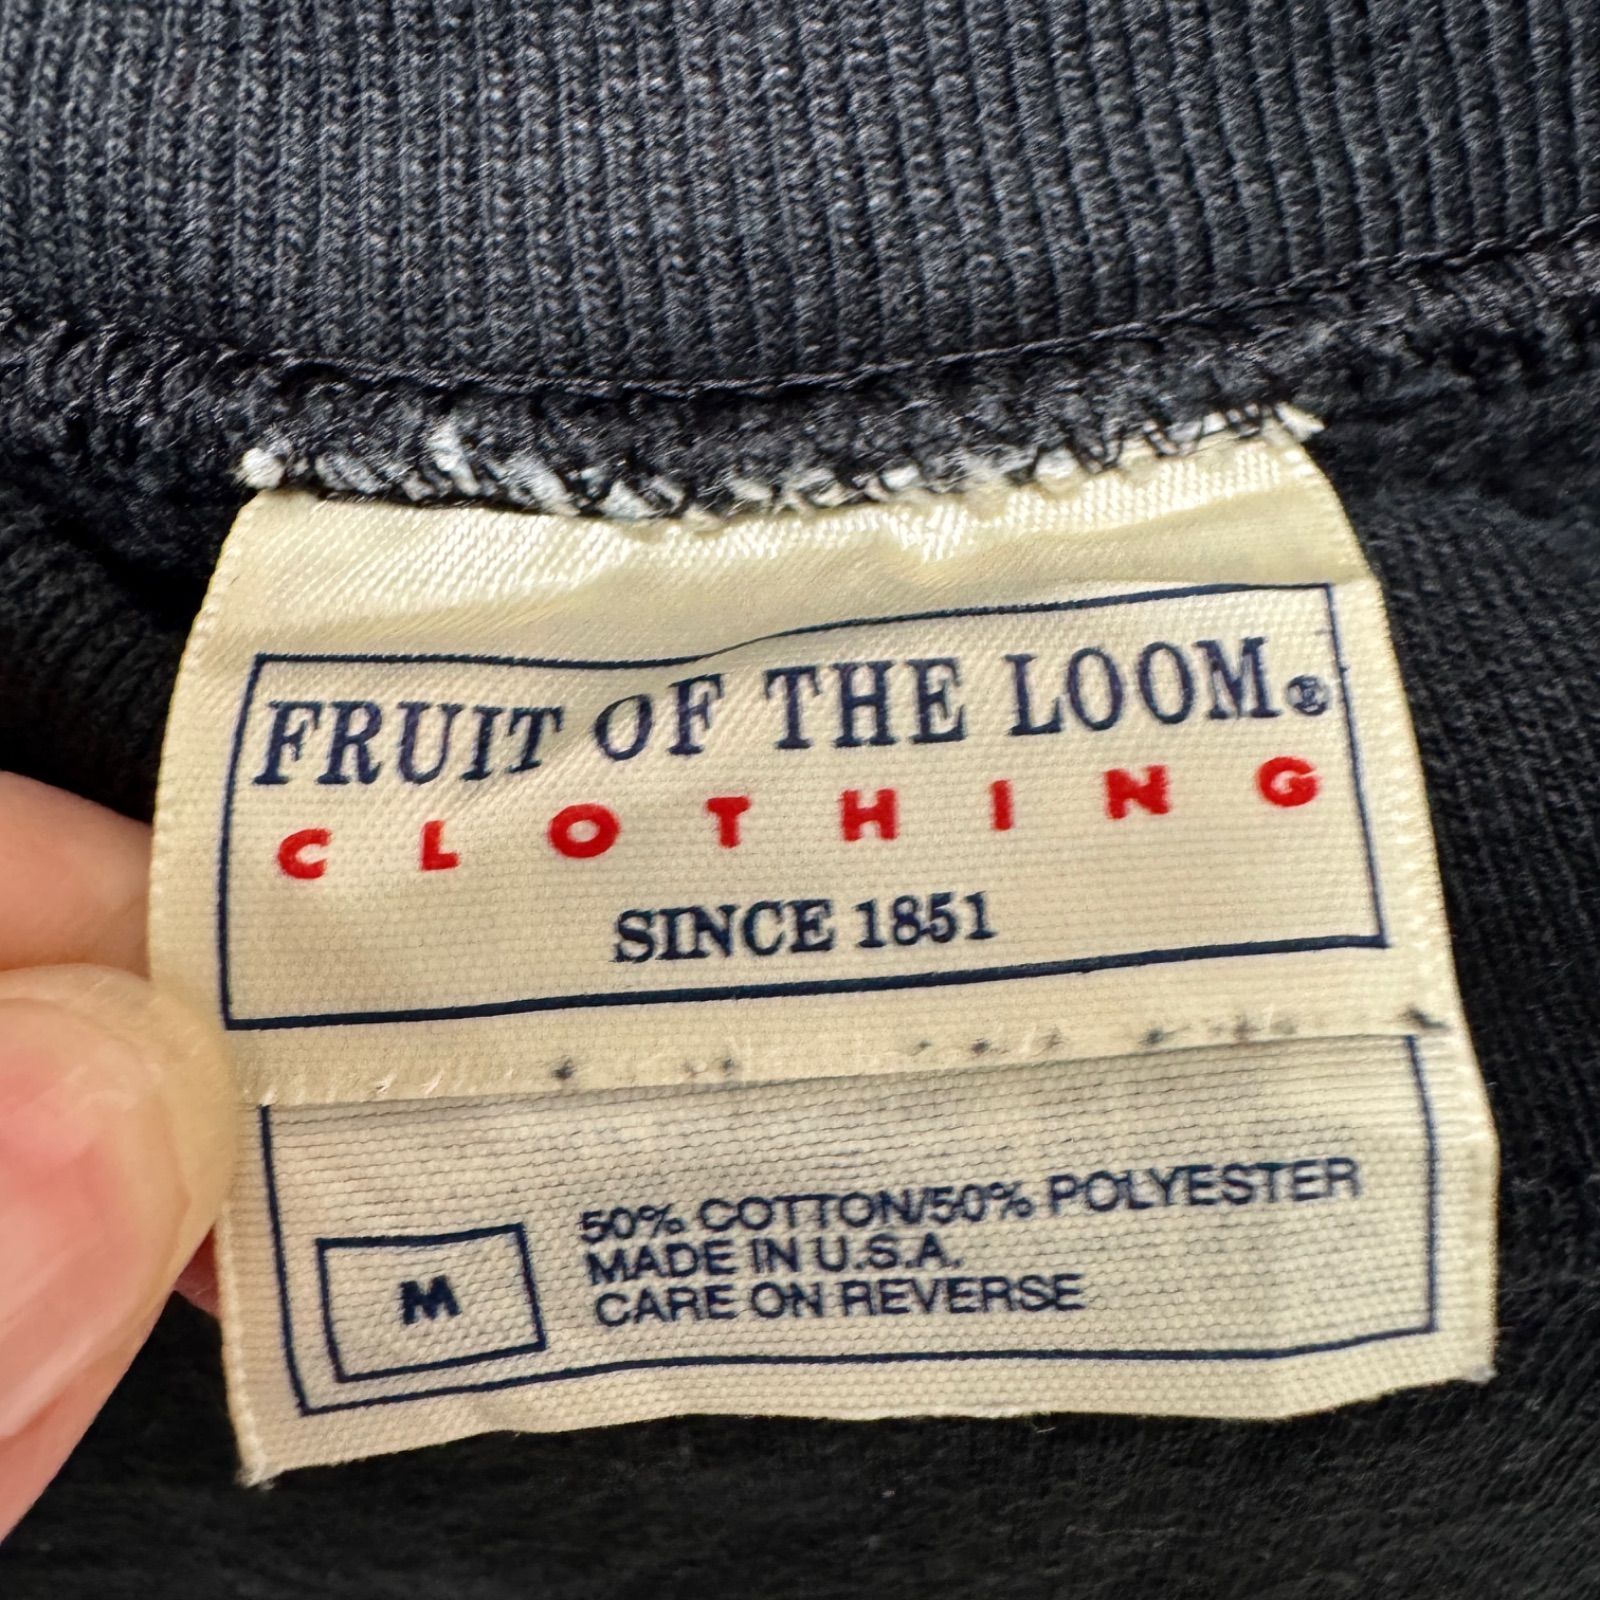 FRUIT OF THE LOOM®
CLOTHING
SINCE 1851
M
50% COTTON/50% POLYESTER
MADE IN U.S.A.
CARE ON REVERSE